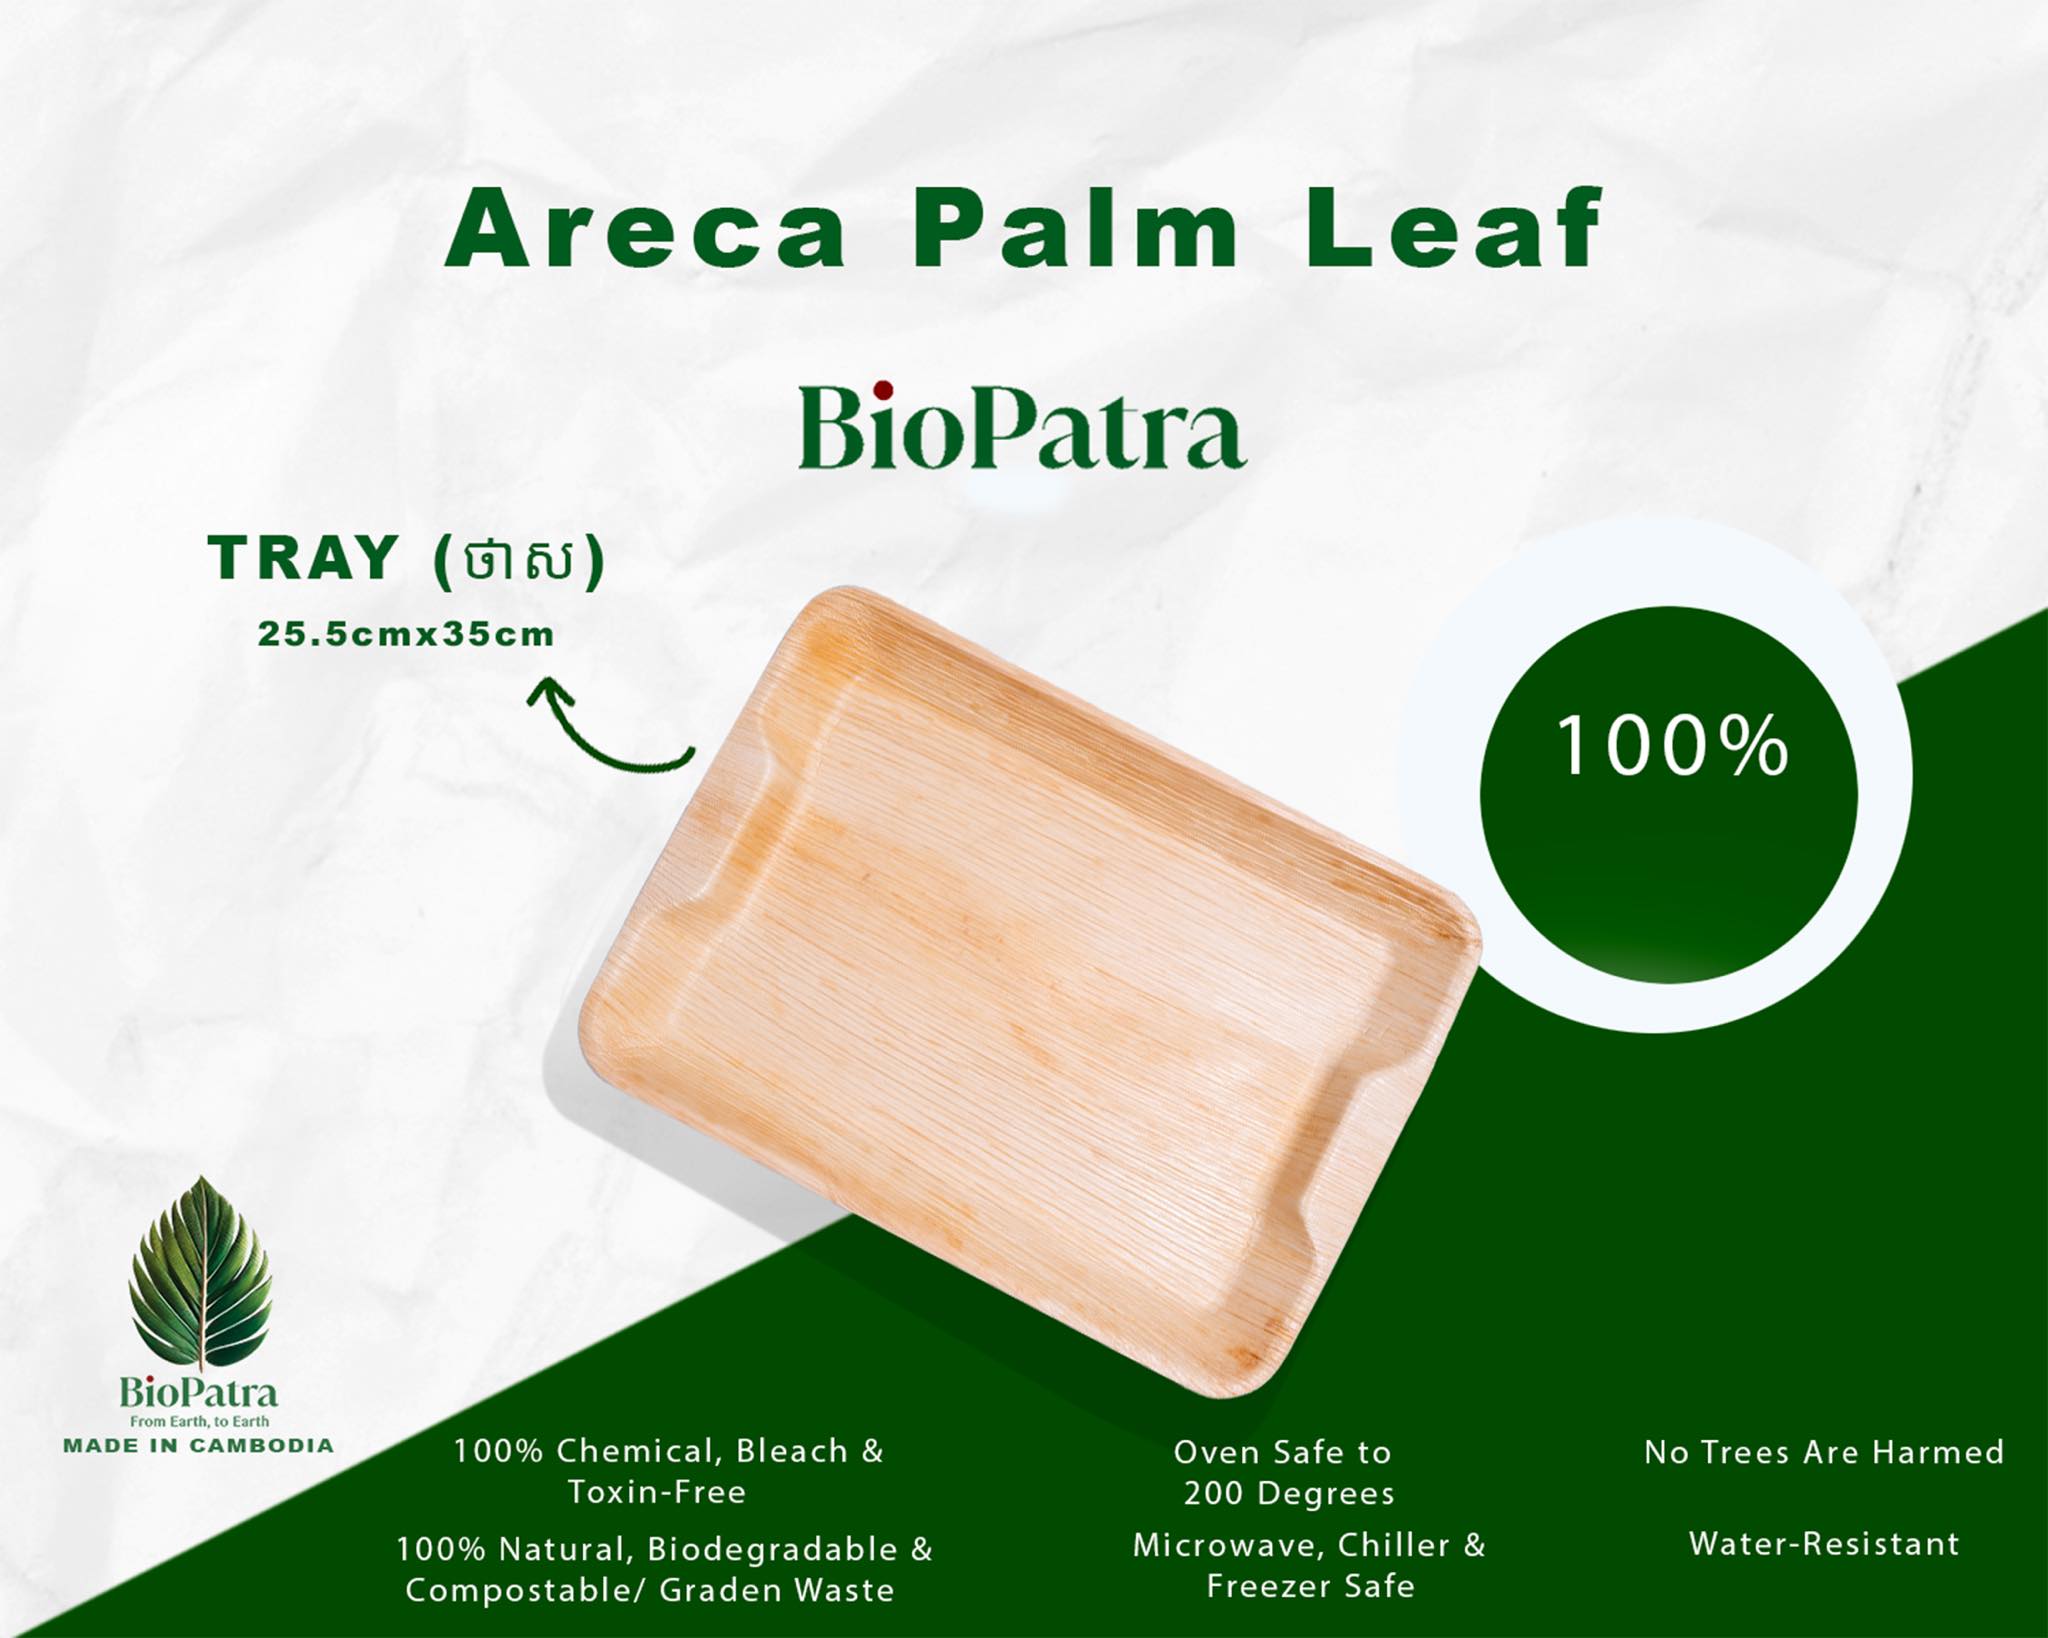 Areca Palm Leaf
BioPatra
TRAY (ថាស)
25.5cmx35cm
100%
BioPatra
From Earth, to Earth
MADE IN CAMBODIA
100% Chemical, Bleach &
Toxin-Free
100% Natural, Biodegradable &
Compostable/ Graden Waste
Oven Safe to
200 Degrees
Microwave, Chiller &
Freezer Safe
No Trees Are Harmed
Water-Resistant